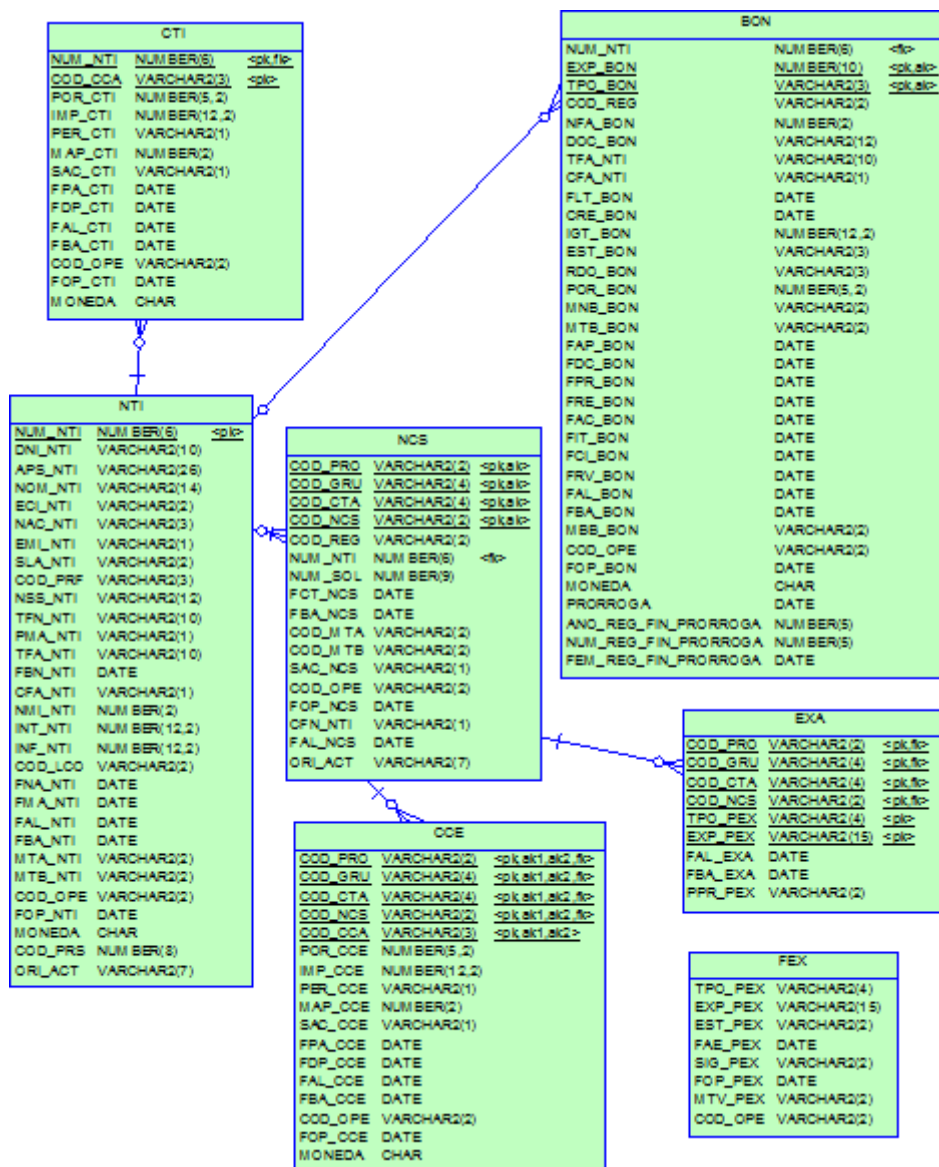 CTI
NUM_NTI NUMBER(6) <pk,fk>
COD_CCA VARCHAR2(3) <pk>
POR_CTI NUMBER(5,2)
IMP_CTI NUMBER(12,2)
PER_CTI VARCHAR2(1)
MAP_CTI NUMBER(2)
SAC_CTI VARCHAR2(1)
FPA_CTI DATE
FDP_CTI DATE
FAL_CTI DATE
FBA_CTI DATE
COD_OPE VARCHAR2(2)
FOP_CTI DATE
MONEDA CHAR
BON
NUM_NTI NUMBER(6) <fk>
EXP_BON NUMBER(10) <pk,ak>
TPO_BON VARCHAR2(3) <pk,ak>
COD_REG VARCHAR2(2)
NFA_BON NUMBER(2)
DOC_BON VARCHAR2(12)
TFA_NTI VARCHAR2(10)
CFA_NTI VARCHAR2(1)
FLT_BON DATE
CRE_BON DATE
IGT_BON NUMBER(12,2)
EST_BON VARCHAR2(3)
RDO_BON VARCHAR2(3)
POR_BON NUMBER(5,2)
MNB_BON VARCHAR2(2)
MTB_BON VARCHAR2(2)
FAP_BON DATE
FDC_BON DATE
FPR_BON DATE
FRE_BON DATE
FAC_BON DATE
FIT_BON DATE
FCI_BON DATE
FRV_BON DATE
FAL_BON DATE
FBA_BON DATE
MBB_BON VARCHAR2(2)
COD_OPE VARCHAR2(2)
FOP_BON DATE
MONEDA CHAR
PRORROGA DATE
ANO_REG_FIN_PRORROGA NUMBER(5)
NUM_REG_FIN_PRORROGA NUMBER(5)
FEM_REG_FIN_PRORROGA DATE
NTI
NUM_NTI NUMBER(6) <pk>
DNI_NTI VARCHAR2(10)
APS_NTI VARCHAR2(26)
NOM_NTI VARCHAR2(14)
ECI_NTI VARCHAR2(2)
NAC_NTI VARCHAR2(3)
EMI_NTI VARCHAR2(1)
SLA_NTI VARCHAR2(2)
COD_PRF VARCHAR2(3)
NSS_NTI VARCHAR2(12)
TFN_NTI VARCHAR2(10)
PMA_NTI VARCHAR2(1)
TFA_NTI VARCHAR2(10)
FBN_NTI DATE
CFA_NTI VARCHAR2(1)
NMI_NTI NUMBER(2)
INT_NTI NUMBER(12,2)
INF_NTI NUMBER(12,2)
COD_LCO VARCHAR2(2)
FNA_NTI DATE
FMA_NTI DATE
FAL_NTI DATE
FBA_NTI DATE
MTA_NTI VARCHAR2(2)
MTB_NTI VARCHAR2(2)
COD_OPE VARCHAR2(2)
FOP_NTI DATE
MONEDA CHAR
COD_PRS NUMBER(8)
ORI_ACT VARCHAR2(7)
NCS
COD_PRO VARCHAR2(2) <pk,ak>
COD_GRU VARCHAR2(4) <pk,ak>
COD_CTA VARCHAR2(4) <pk,ak>
COD_NCS VARCHAR2(2) <pk,ak>
COD_REG VARCHAR2(2)
NUM_NTI NUMBER(6) <fk>
NUM_SOL NUMBER(9)
FCT_NCS DATE
FBA_NCS DATE
COD_MTA VARCHAR2(2)
COD_MTB VARCHAR2(2)
SAC_NCS VARCHAR2(1)
COD_OPE VARCHAR2(2)
FOP_NCS DATE
CFN_NTI VARCHAR2(1)
FAL_NCS DATE
ORI_ACT VARCHAR2(7)
EXA
COD_PRO VARCHAR2(2) <pk,fk>
COD_GRU VARCHAR2(4) <pk,fk>
COD_CTA VARCHAR2(4) <pk,fk>
COD_NCS VARCHAR2(2) <pk,fk>
TPO_PEX VARCHAR2(4) <pk>
EXP_PEX VARCHAR2(15) <pk>
FAL_EXA DATE
FBA_EXA DATE
PPR_PEX VARCHAR2(2)
CCE
COD_PRO VARCHAR2(2) <pk,ak1,ak2,fk>
COD_GRU VARCHAR2(4) <pk,ak1,ak2,fk>
COD_CTA VARCHAR2(4) <pk,ak1,ak2,fk>
COD_NCS VARCHAR2(2) <pk,ak1,ak2,fk>
COD_CCA VARCHAR2(3) <pk,ak1,ak2>
POR_CCE NUMBER(5,2)
IMP_CCE NUMBER(12,2)
PER_CCE VARCHAR2(1)
MAP_CCE NUMBER(2)
SAC_CCE VARCHAR2(1)
FPA_CCE DATE
FDP_CCE DATE
FAL_CCE DATE
FBA_CCE DATE
COD_OPE VARCHAR2(2)
FOP_CCE DATE
MONEDA CHAR
FEX
TPO_PEX VARCHAR2(4)
EXP_PEX VARCHAR2(15)
EST_PEX VARCHAR2(2)
FAE_PEX DATE
SIG_PEX VARCHAR2(2)
FOP_PEX DATE
MTV_PEX VARCHAR2(2)
COD_OPE VARCHAR2(2)